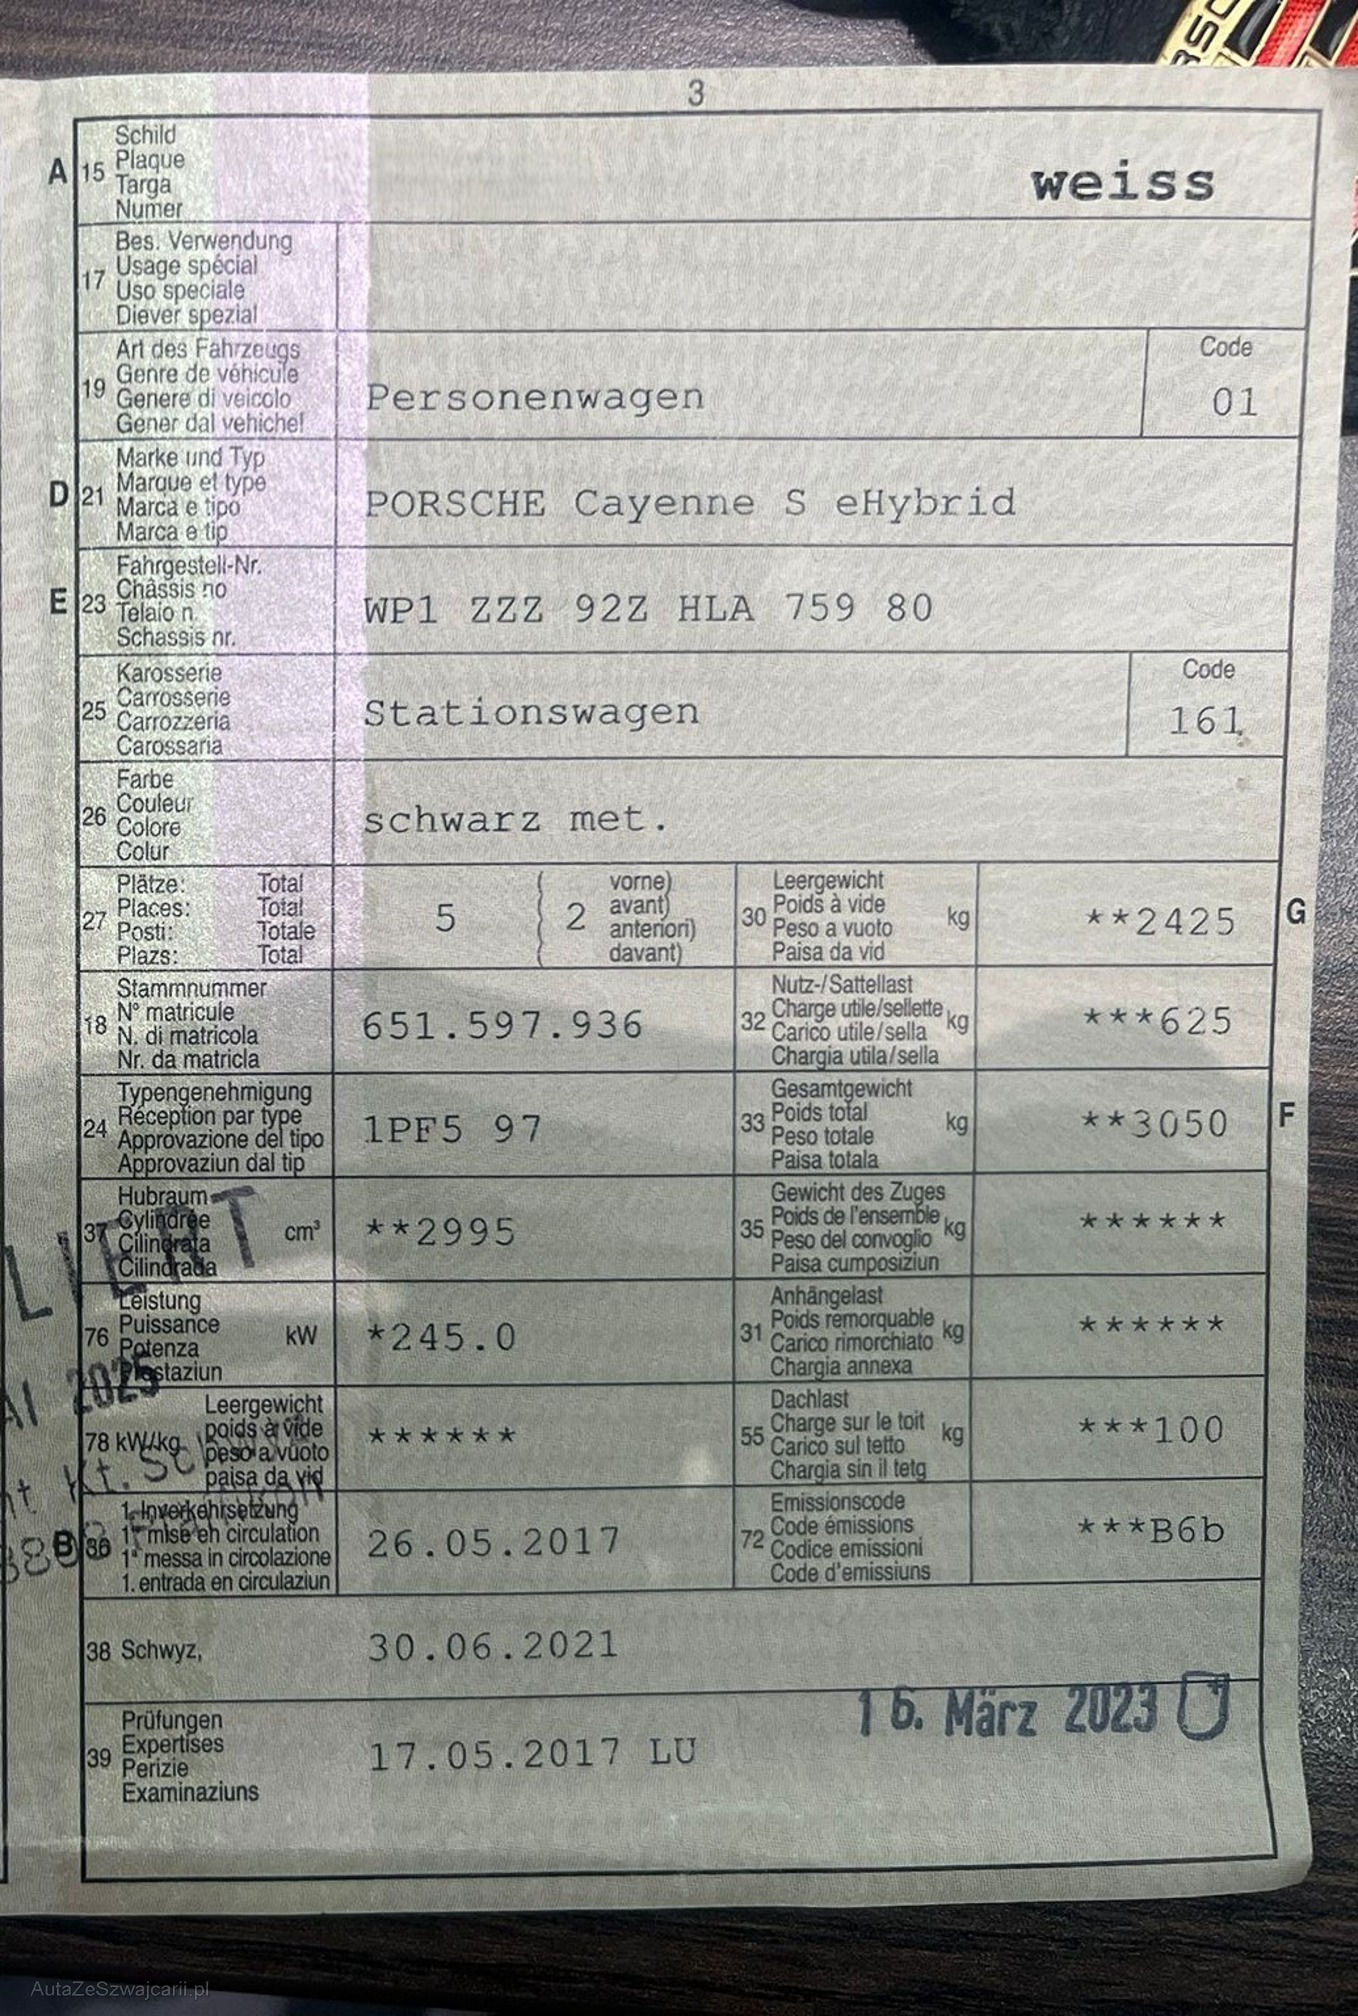 RSC
3
A 15 Schild
Plaque
Targa
Numer
weiss
17 Bes. Verwendung
Usage spécial
Uso speciale
Diever spezial
19 Art des Fahrzeugs
Genre de véhicule
Genere di veicolo
Gener dal vehichel
Personenwagen
Code
01
D 21 Marke und Typ
Marque et type
Marca e tipo
Marca e tip
PORSCHE Cayenne S eHybrid
E 23 Fahrgestell-Nr.
Châssis no
Telaio n.
Schassis nr.
WP1 ZZZ 92Z HLA 759 80
25 Karosserie
Carrosserie
Carrozzeria
Carossaria
Stationswagen
Code
161
26 Farbe
Couleur
Colore
Colur
schwarz met.
27 Plätze: Total
Places: Total
Posti: Totale
Plazs: Total
5 ( 2 vorne)
avant)
anteriori)
davant)
30 Leergewicht
Poids à vide
Peso a vuoto
Paisa da vid
kg
**2425
G
18 Stammnummer
N° matricule
N. di matricola
Nr. da matricla
651.597.936
32 Nutz-/Sattellast
Charge utile/sellette
Carico utile/sella
Chargia utila/sella
kg
***625
24 Typengenehmigung
Réception par type
Approvazione del tipo
Approvaziun dal tip
1PF5 97
33 Gesamtgewicht
Poids total
Peso totale
Paisa totala
kg
**3050
F
37 Hubraum
Cylindrée
Cilindrata
Cilindrada
cm³
**2995
35 Gewicht des Zuges
Poids de l'ensemble
Peso del convoglio
Paisa cumposiziun
kg
******
76 Leistung
Puissance
Potenza
Prestaziun
kW
*245.0
31 Anhängelast
Poids remorquable
Carico rimorchiato
Chargia annexa
kg
******
78 kW/kg Leergewicht
poids à vide
peso a vuoto
paisa da vid
******
55 Dachlast
Charge sur le toit
Carico sul tetto
Chargia sin il tetg
kg
***100
B 36 1. Inverkehrsetzung
1re mise en circulation
1a messa in circolazione
1. entrada en circulaziun
26.05.2017
72 Emissionscode
Code émissions
Codice emissioni
Code d'emissiuns
***B6b
38 Schwyz,
30.06.2021
39 Prüfungen
Expertises
Perizie
Examinaziuns
17.05.2017 LU
16. März 2023
LIERT
AI 2025
nt Kt. Schwyz
AutaZeSzwajcarii.pl